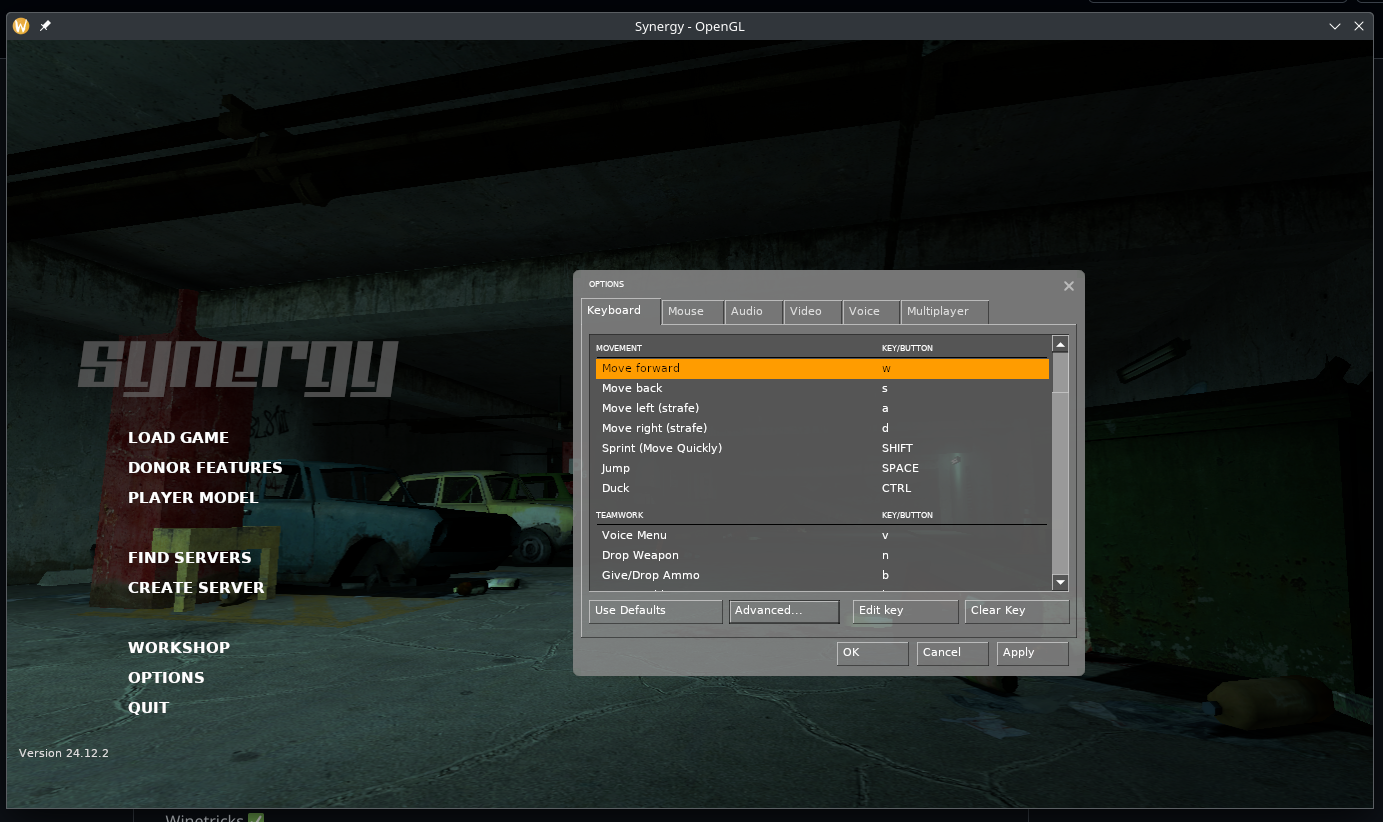 Synergy - OpenGL
synergy
LOAD GAME
DONOR FEATURES
PLAYER MODEL
FIND SERVERS
CREATE SERVER
WORKSHOP
OPTIONS
QUIT
Version 24.12.2
OPTIONS
Keyboard Mouse Audio Video Voice Multiplayer
MOVEMENT KEY/BUTTON
Move forward w
Move back s
Move left (strafe) a
Move right (strafe) d
Sprint (Move Quickly) SHIFT
Jump SPACE
Duck CTRL
TEAMWORK KEY/BUTTON
Voice Menu v
Drop Weapon n
Give/Drop Ammo b
Use Defaults Advanced... Edit key Clear Key
OK Cancel Apply
Winetricks